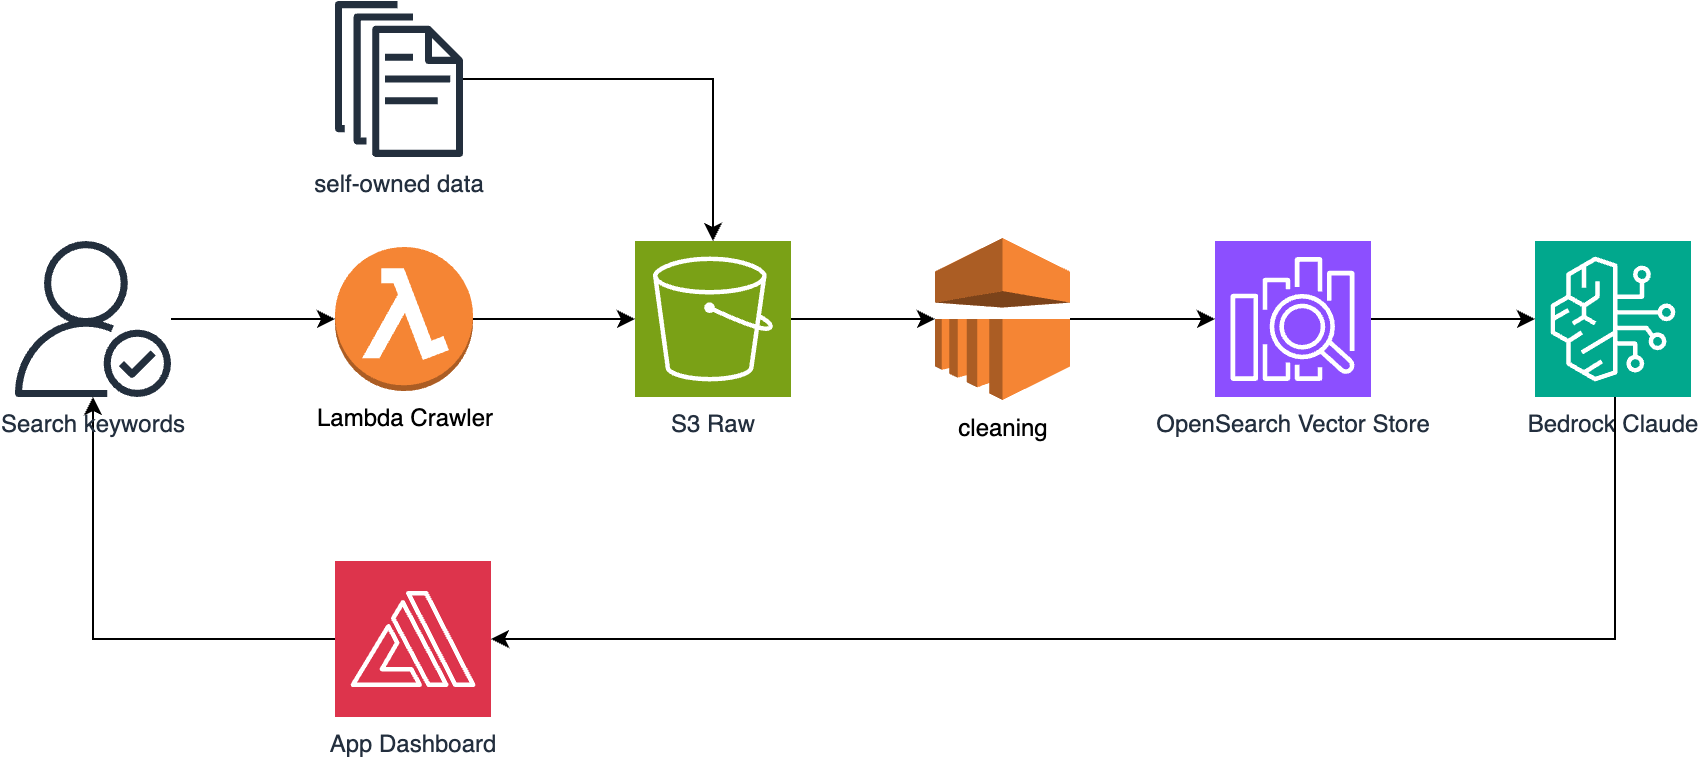 self-owned data
Search keywords
Lambda Crawler
S3 Raw
cleaning
OpenSearch Vector Store
Bedrock Claude
App Dashboard